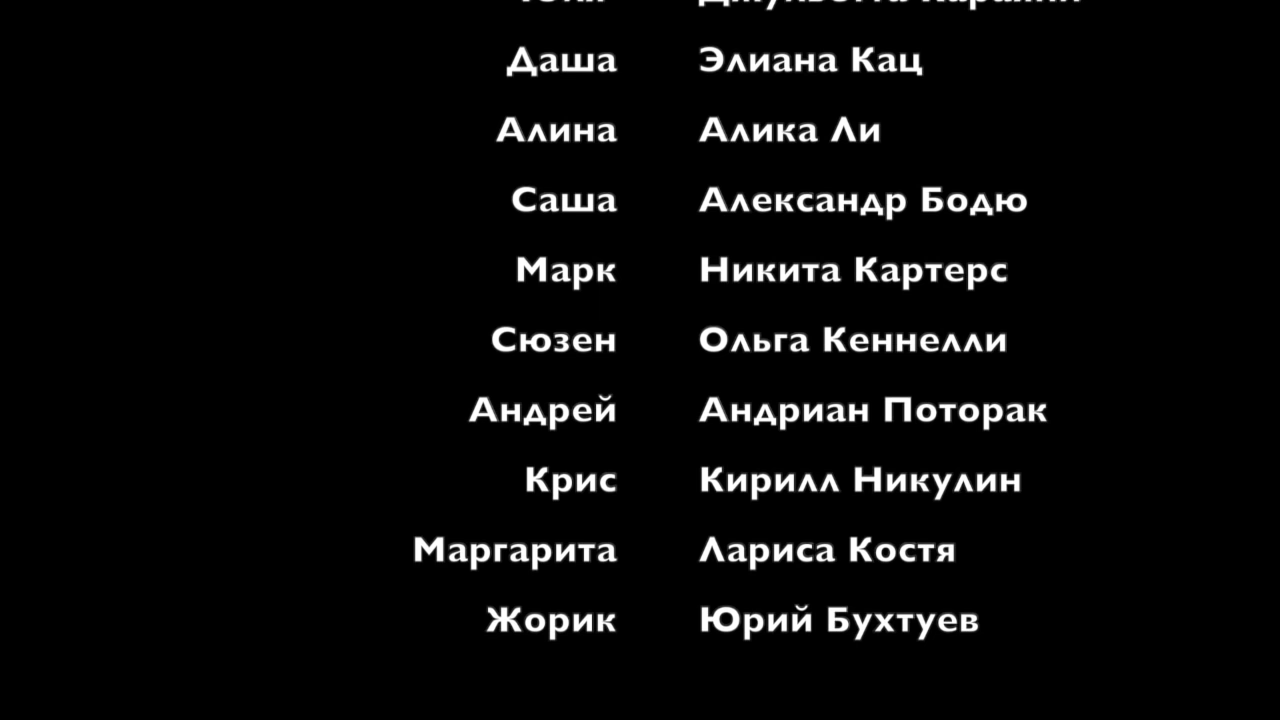 Даша Элиана Кац
Алина Алика Ли
Саша Александр Бодю
Марк Никита Картерс
Сюзен Ольга Кеннелли
Андрей Андриан Поторак
Крис Кирилл Никулин
Маргарита Лариса Костя
Жорик Юрий Бухтуев